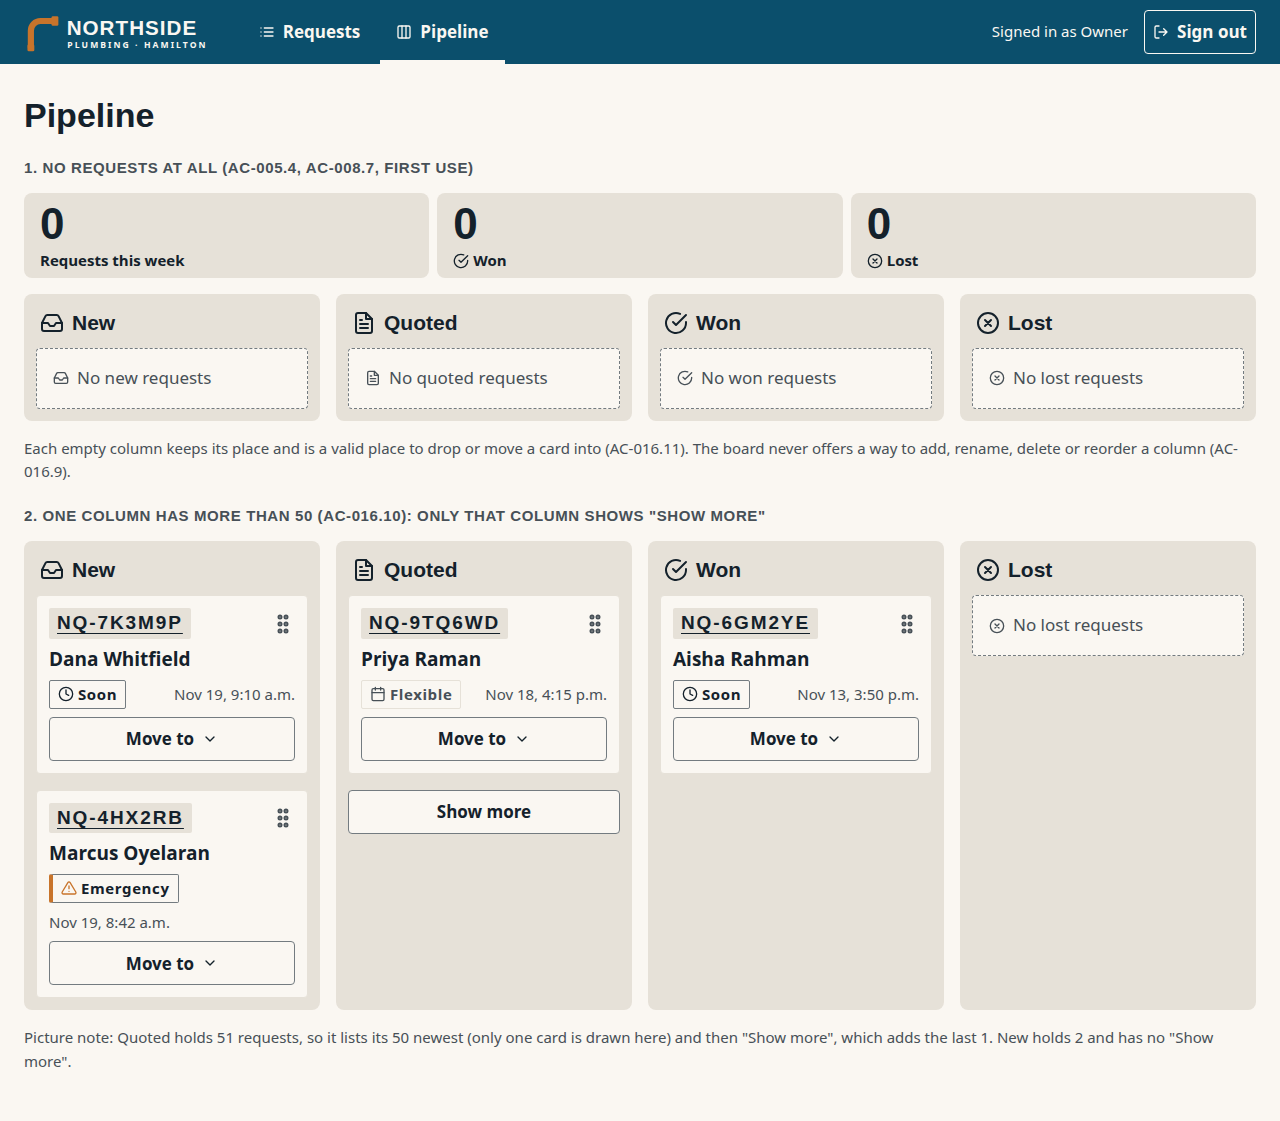 NORTHSIDE
PLUMBING · HAMILTON
Requests
Pipeline
Signed in as Owner
Sign out
Pipeline
1. NO REQUESTS AT ALL (AC-005.4, AC-008.7, FIRST USE)
0
Requests this week
0
Won
0
Lost
New
No new requests
Quoted
No quoted requests
Won
No won requests
Lost
No lost requests
Each empty column keeps its place and is a valid place to drop or move a card into (AC-016.11). The board never offers a way to add, rename, delete or reorder a column (AC-
016.9).
2. ONE COLUMN HAS MORE THAN 50 (AC-016.10): ONLY THAT COLUMN SHOWS "SHOW MORE"
New
NQ-7K3M9P
Dana Whitfield
Soon
Nov 19, 9:10 a.m.
Move to
NQ-4HX2RB
Marcus Oyelaran
Emergency
Nov 19, 8:42 a.m.
Move to
Quoted
NQ-9TQ6WD
Priya Raman
Flexible
Nov 18, 4:15 p.m.
Move to
Show more
Won
NQ-6GM2YE
Aisha Rahman
Soon
Nov 13, 3:50 p.m.
Move to
Lost
No lost requests
Picture note: Quoted holds 51 requests, so it lists its 50 newest (only one card is drawn here) and then "Show more", which adds the last 1. New holds 2 and has no "Show
more".